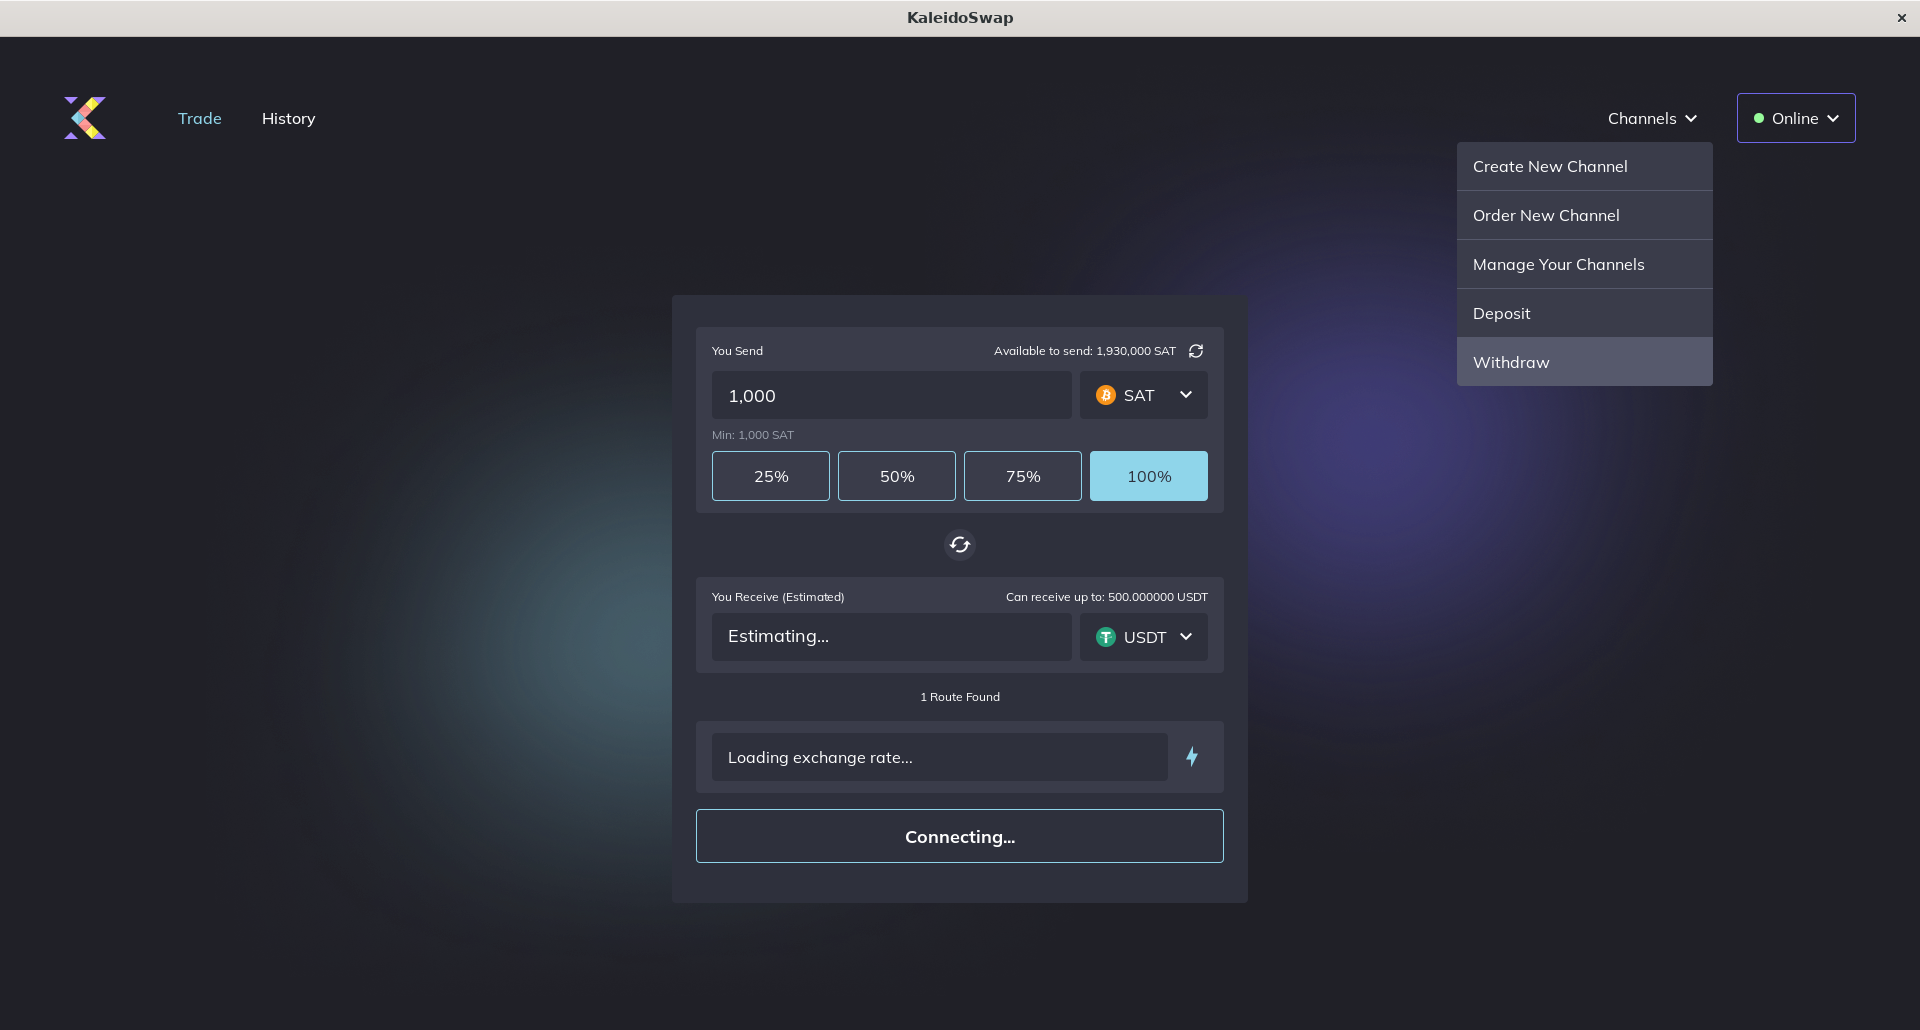 KaleidoSwap
Trade
History
Channels
Online
Create New Channel
Order New Channel
Manage Your Channels
Deposit
Withdraw
You Send
Available to send: 1,930,000 SAT
1,000
SAT
Min: 1,000 SAT
25%
50%
75%
100%
You Receive (Estimated)
Can receive up to: 500.000000 USDT
Estimating...
USDT
1 Route Found
Loading exchange rate...
Connecting...